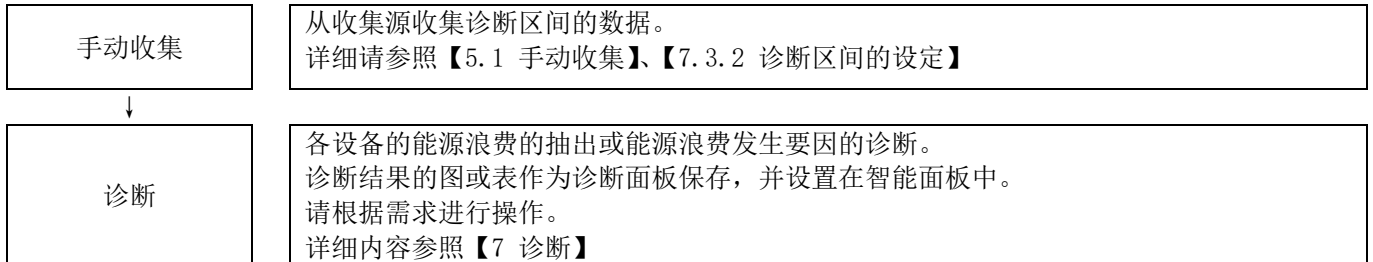 手动收集
从收集源收集诊断区间的数据。
详细请参照【5.1 手动收集】、【7.3.2 诊断区间的设定】
↓
诊断
各设备的能源浪费的抽出或能源浪费发生要因的诊断。
诊断结果的图或表作为诊断面板保存，并设置在智能面板中。
请根据需求进行操作。
详细内容参照【7 诊断】